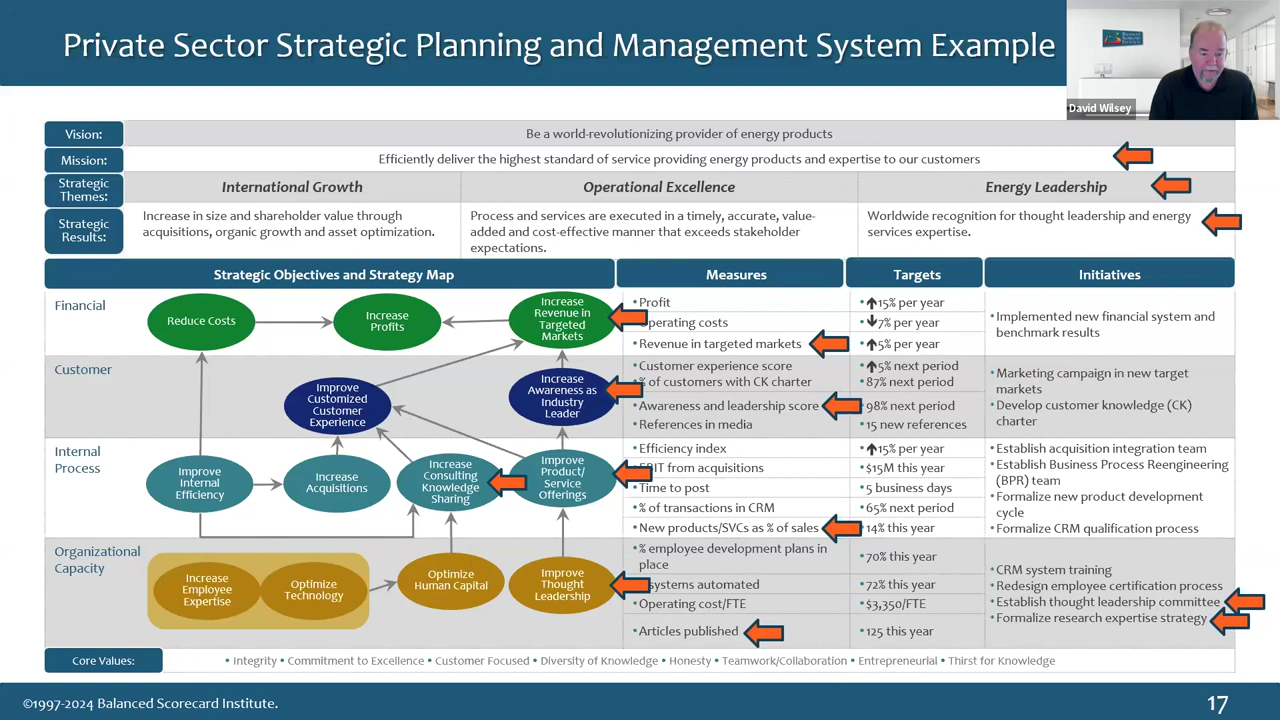 Private Sector Strategic Planning and Management System Example
David Wilsey
Vision:
Be a world-revolutionizing provider of energy products
Mission:
Efficiently deliver the highest standard of service providing energy products and expertise to our customers
Strategic
Themes:
International Growth
Operational Excellence
Energy Leadership
Strategic
Results:
Increase in size and shareholder value through
acquisitions, organic growth and asset optimization.
Process and services are executed in a timely, accurate, value-
added and cost-effective manner that exceeds stakeholder
expectations.
Worldwide recognition for thought leadership and energy
services expertise.
Strategic Objectives and Strategy Map
Measures
Targets
Initiatives
Financial
Reduce Costs
Increase
Profits
Increase
Revenue in
Targeted
Markets
• Profit
Operating costs
• Revenue in targeted markets
• ↑15% per year
• ↓7% per year
• ↑5% per year
• Implemented new financial system and
benchmark results
Customer
Improve
Customized
Customer
Experience
Increase
Awareness as
Industry
Leader
• Customer experience score
% of customers with CK charter
• Awareness and leadership score
• References in media
• ↑5% next period
• 87% next period
• 98% next period
• 15 new references
• Marketing campaign in new target
markets
• Develop customer knowledge (CK)
charter
Internal
Process
Improve
Internal
Efficiency
Increase
Acquisitions
Increase
Consulting
Knowledge
Sharing
Improve
Product/
Service
Offerings
• Efficiency index
from acquisitions
• Time to post
• % of transactions in CRM
• New products/SVCs as % of sales
• ↑15% per year
• $15M this year
• 5 business days
• 65% next period
• 14% this year
• Establish acquisition integration team
• Establish Business Process Reengineering
(BPR) team
• Formalize new product development
cycle
• Formalize CRM qualification process
Organizational
Capacity
Increase
Employee
Expertise
Optimize
Technology
Optimize
Human Capital
Improve
Thought
Leadership
• % employee development plans in
place
systems automated
• Operating cost/FTE
• Articles published
• 70% this year
• 72% this year
• $3,350/FTE
• 125 this year
• CRM system training
• Redesign employee certification process
• Establish thought leadership committee
• Formalize research expertise strategy
Core Values:
• Integrity • Commitment to Excellence • Customer Focused • Diversity of Knowledge • Honesty • Teamwork/Collaboration • Entrepreneurial • Thirst for Knowledge
©1997-2024 Balanced Scorecard Institute.
17